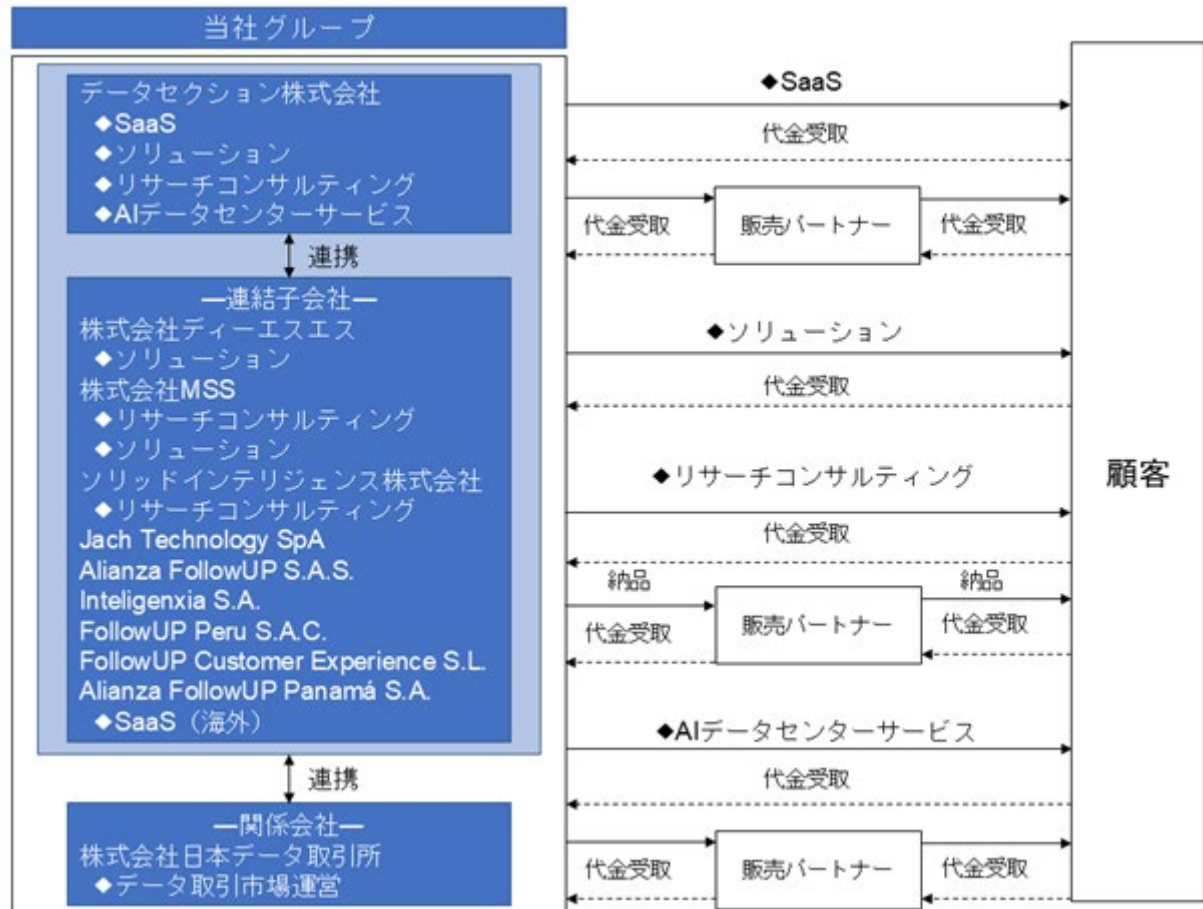 当社グループ
データセクション株式会社
◆SaaS
◆ソリューション
◆リサーチコンサルティング
◆AIデータセンターサービス
連携
―連結子会社―
株式会社ディーエスエス
◆ソリューション
株式会社MSS
◆リサーチコンサルティング
◆ソリューション
ソリッドインテリジェンス株式会社
◆リサーチコンサルティング
Jach Technology SpA
Alianza FollowUP S.A.S.
Inteligenxia S.A.
FollowUP Peru S.A.C.
FollowUP Customer Experience S.L.
Alianza FollowUP Panamá S.A.
◆SaaS（海外）
連携
―関係会社―
株式会社日本データ取引所
◆データ取引市場運営
◆SaaS
代金受取
代金受取
販売パートナー
代金受取
◆ソリューション
代金受取
◆リサーチコンサルティング
代金受取
納品
納品
代金受取
販売パートナー
代金受取
◆AIデータセンターサービス
代金受取
代金受取
販売パートナー
代金受取
顧客